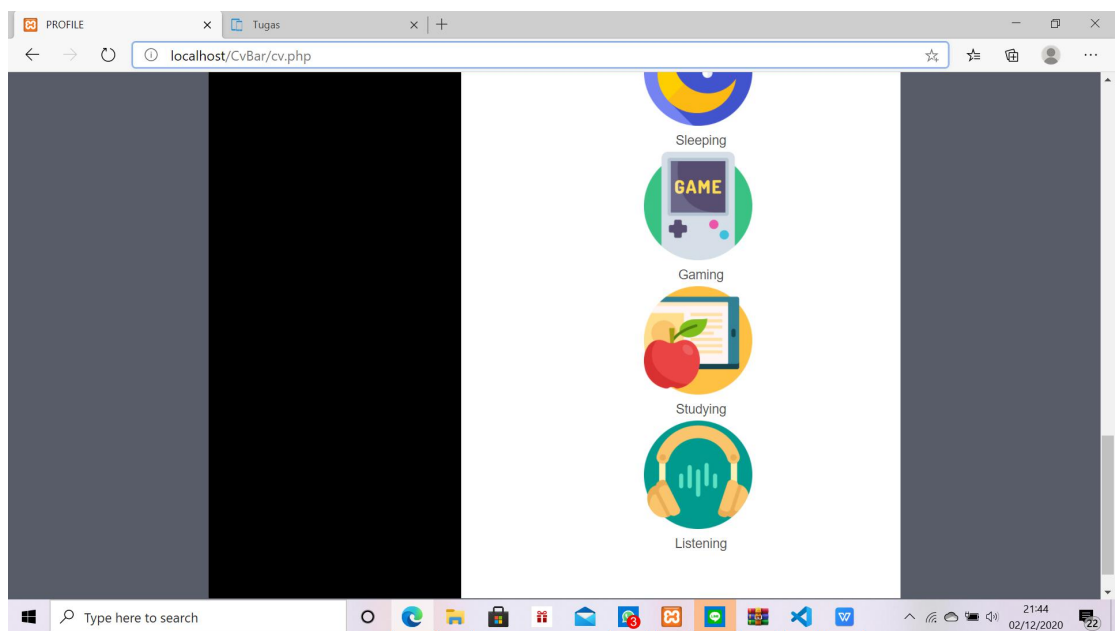 PROFILE
Tugas
localhost/CvBar/cv.php
Sleeping
GAME
Gaming
Studying
Listening
Type here to search
3
W
21:44
02/12/2020
22